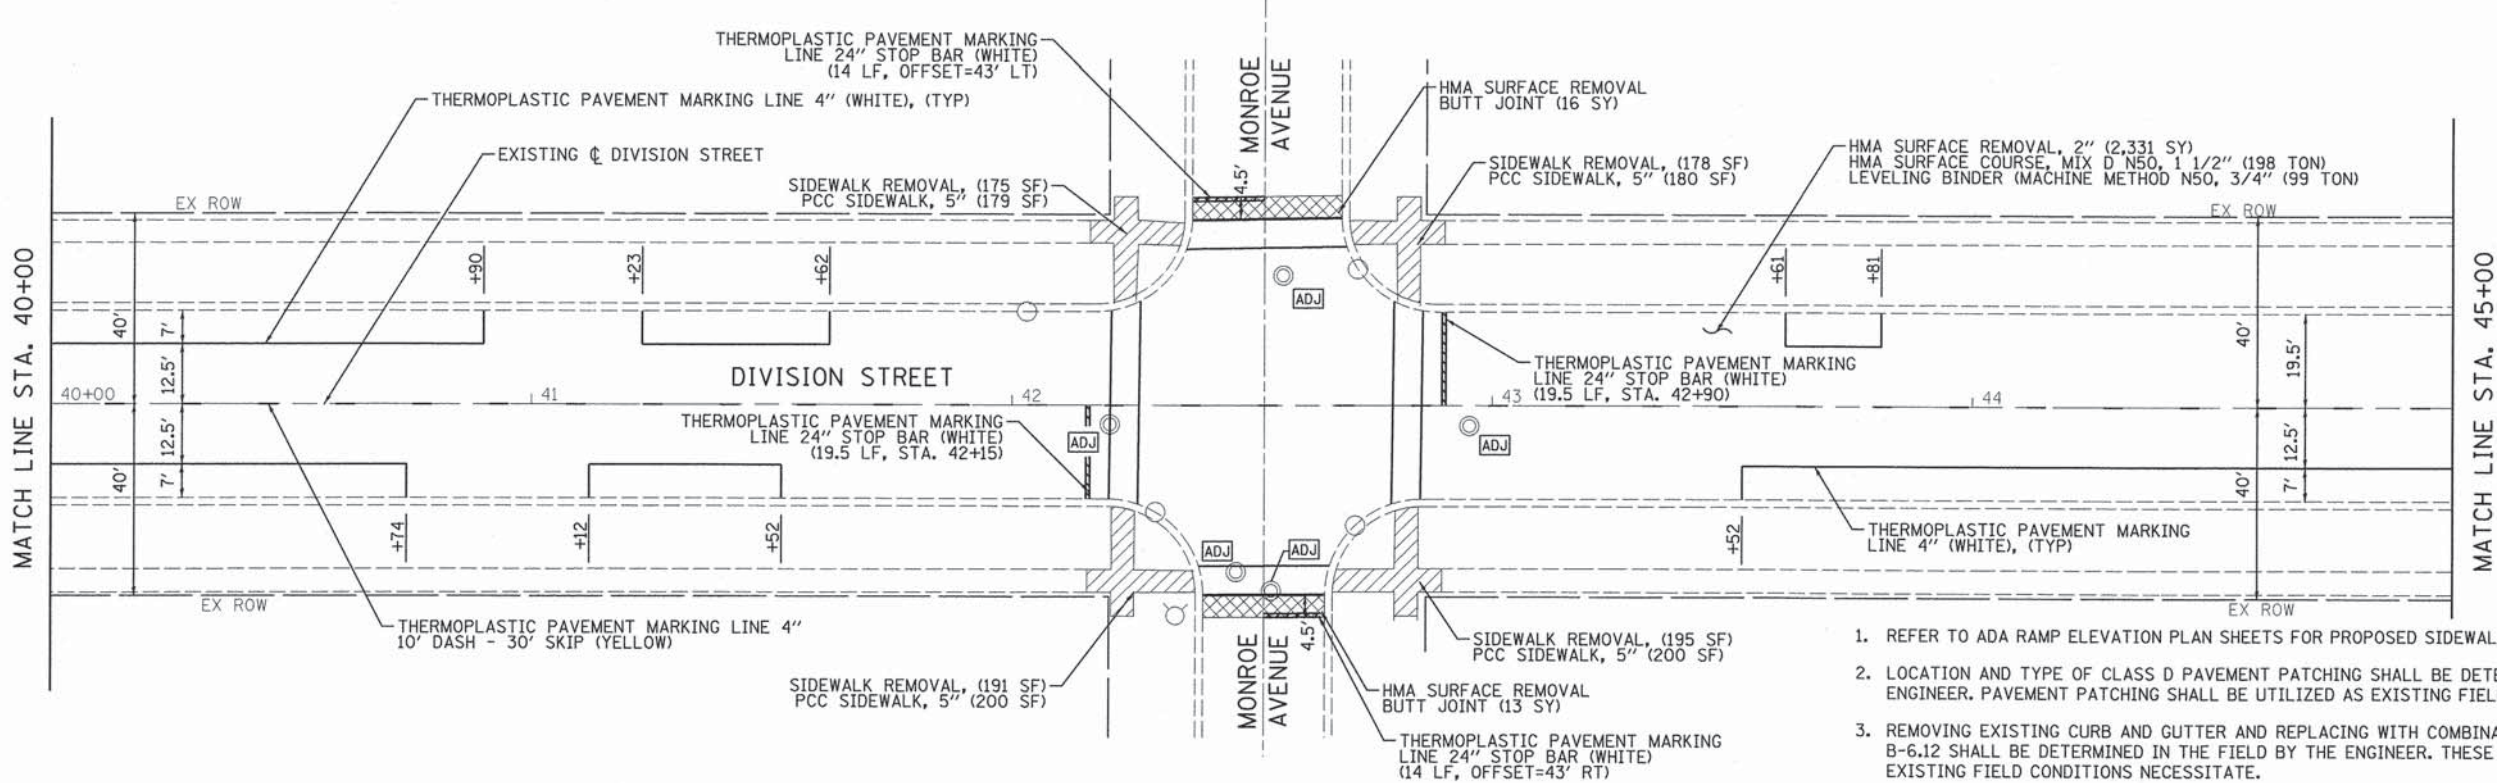 THERMOPLASTIC PAVEMENT MARKING
LINE 24" STOP BAR (WHITE)
(14 LF, OFFSET=43' LT)
THERMOPLASTIC PAVEMENT MARKING LINE 4" (WHITE), (TYP)
EXISTING ℄ DIVISION STREET
SIDEWALK REMOVAL, (175 SF)
PCC SIDEWALK, 5" (179 SF)
MONROE
AVENUE
4.5'
HMA SURFACE REMOVAL
BUTT JOINT (16 SY)
SIDEWALK REMOVAL, (178 SF)
PCC SIDEWALK, 5" (180 SF)
HMA SURFACE REMOVAL, 2" (2,331 SY)
HMA SURFACE COURSE, MIX D N50, 1 1/2" (198 TON)
LEVELING BINDER (MACHINE METHOD N50, 3/4" (99 TON)
EX ROW
EX ROW
MATCH LINE STA. 40+00
MATCH LINE STA. 45+00
+90
+23
+62
+61
+81
40'
7'
12.5'
40'
19.5'
ADJ
DIVISION STREET
THERMOPLASTIC PAVEMENT MARKING
LINE 24" STOP BAR (WHITE)
(19.5 LF, STA. 42+90)
40+00
41
42
43
44
THERMOPLASTIC PAVEMENT MARKING
LINE 24" STOP BAR (WHITE)
(19.5 LF, STA. 42+15)
ADJ
ADJ
12.5'
40'
7'
12.5'
40'
7'
+74
+12
+52
+52
THERMOPLASTIC PAVEMENT MARKING
LINE 4" (WHITE), (TYP)
ADJ
ADJ
EX ROW
EX ROW
THERMOPLASTIC PAVEMENT MARKING LINE 4"
10' DASH - 30' SKIP (YELLOW)
4.5'
MONROE
AVENUE
SIDEWALK REMOVAL, (195 SF)
PCC SIDEWALK, 5" (200 SF)
SIDEWALK REMOVAL, (191 SF)
PCC SIDEWALK, 5" (200 SF)
HMA SURFACE REMOVAL
BUTT JOINT (13 SY)
THERMOPLASTIC PAVEMENT MARKING
LINE 24" STOP BAR (WHITE)
(14 LF, OFFSET=43' RT)
1. REFER TO ADA RAMP ELEVATION PLAN SHEETS FOR PROPOSED
2. LOCATION AND TYPE OF CLASS D PAVEMENT PATCHING SHALL BE
ENGINEER. PAVEMENT PATCHING SHALL BE UTILIZED AS EXISTING
3. REMOVING EXISTING CURB AND GUTTER AND REPLACING WITH
B-6.12 SHALL BE DETERMINED IN THE FIELD BY THE ENGINEER. THESE
EXISTING FIELD CONDITIONS NECESSITATE.